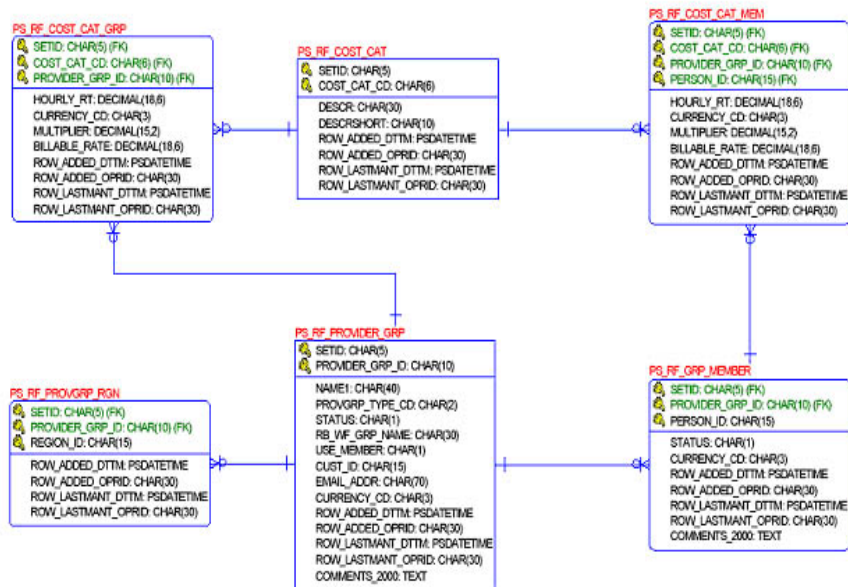 PS_RF_COST_CAT_GRP
SETID: CHAR(5) (FK)
COST_CAT_CD: CHAR(6) (FK)
PROVIDER_GRP_ID: CHAR(10) (FK)
HOURLY_RT: DECIMAL(18,6)
CURRENCY_CD: CHAR(3)
MULTIPLIER: DECIMAL(15,2)
BILLABLE_RATE: DECIMAL(18,6)
ROW_ADDED_DTTM: PSDATETIME
ROW_ADDED_OPRID: CHAR(30)
ROW_LASTMANT_DTTM: PSDATETIME
ROW_LASTMANT_OPRID: CHAR(30)
PS_RF_COST_CAT
SETID: CHAR(5)
COST_CAT_CD: CHAR(6)
DESCR: CHAR(30)
DESCRSHORT: CHAR(10)
ROW_ADDED_DTTM: PSDATETIME
ROW_ADDED_OPRID: CHAR(30)
ROW_LASTMANT_DTTM: PSDATETIME
ROW_LASTMANT_OPRID: CHAR(30)
PS_RF_COST_CAT_MEM
SETID: CHAR(5) (FK)
COST_CAT_CD: CHAR(6) (FK)
PROVIDER_GRP_ID: CHAR(10) (FK)
PERSON_ID: CHAR(15) (FK)
HOURLY_RT: DECIMAL(18,6)
CURRENCY_CD: CHAR(3)
MULTIPLIER: DECIMAL(15,2)
BILLABLE_RATE: DECIMAL(18,6)
ROW_ADDED_DTTM: PSDATETIME
ROW_ADDED_OPRID: CHAR(30)
ROW_LASTMANT_DTTM: PSDATETIME
ROW_LASTMANT_OPRID: CHAR(30)
PS_RF_PROVGRP_RGN
SETID: CHAR(5) (FK)
PROVIDER_GRP_ID: CHAR(10) (FK)
REGION_ID: CHAR(15)
ROW_ADDED_DTTM: PSDATETIME
ROW_ADDED_OPRID: CHAR(30)
ROW_LASTMANT_DTTM: PSDATETIME
ROW_LASTMANT_OPRID: CHAR(30)
PS_RF_PROVIDER_GRP
SETID: CHAR(5)
PROVIDER_GRP_ID: CHAR(10)
NAME1: CHAR(40)
PROVGRP_TYPE_CD: CHAR(2)
STATUS: CHAR(1)
RB_WF_GRP_NAME: CHAR(30)
USE_MEMBER: CHAR(1)
CUST_ID: CHAR(15)
EMAIL_ADDR: CHAR(70)
CURRENCY_CD: CHAR(3)
ROW_ADDED_DTTM: PSDATETIME
ROW_ADDED_OPRID: CHAR(30)
ROW_LASTMANT_DTTM: PSDATETIME
ROW_LASTMANT_OPRID: CHAR(30)
COMMENTS_2000: TEXT
PS_RF_GRP_MEMBER
SETID: CHAR(5) (FK)
PROVIDER_GRP_ID: CHAR(10) (FK)
PERSON_ID: CHAR(15)
STATUS: CHAR(1)
CURRENCY_CD: CHAR(3)
ROW_ADDED_DTTM: PSDATETIME
ROW_ADDED_OPRID: CHAR(30)
ROW_LASTMANT_DTTM: PSDATETIME
ROW_LASTMANT_OPRID: CHAR(30)
COMMENTS_2000: TEXT